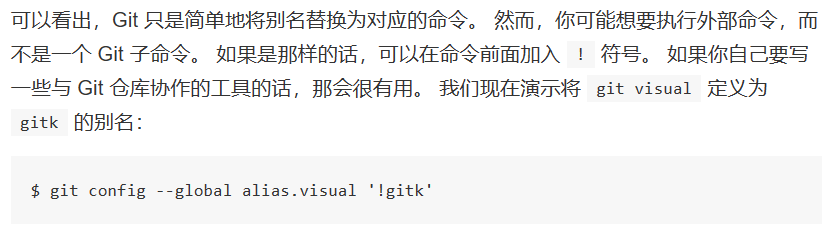 可以看出，Git 只是简单地将别名替换为对应的命令。 然而，你可能想要执行外部命令，而
不是一个 Git 子命令。 如果是那样的话，可以在命令前面加入 ! 符号。 如果你自己要写
一些与 Git 仓库协作的工具的话，那会很有用。 我们现在演示将 git visual 定义为
gitk 的别名：
$ git config --global alias.visual '!gitk'